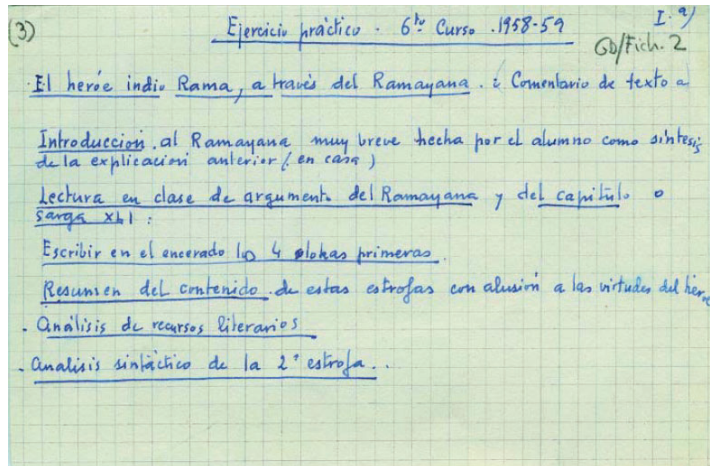 (3) Ejercicio práctico - 6to Curso . 1958-59 I. a)
GD/Fich. 2
El heróe indio Rama, a través del Ramayana . Comentario de texto a
Introduccion al Ramayana muy breve hecha por el alumno como síntesis
de la explicación anterior (en casa)
Lectura en clase de argumento del Ramayana y del capítulo o
Sarga XLI :
Escribir en el encerado los 4 slokas primeras.
Resumen del contenido de estas estrofas con alusión a las virtudes del héroe
. Análisis de recursos literarios
. Analisis sintáctico de la 2ª estrofa . .